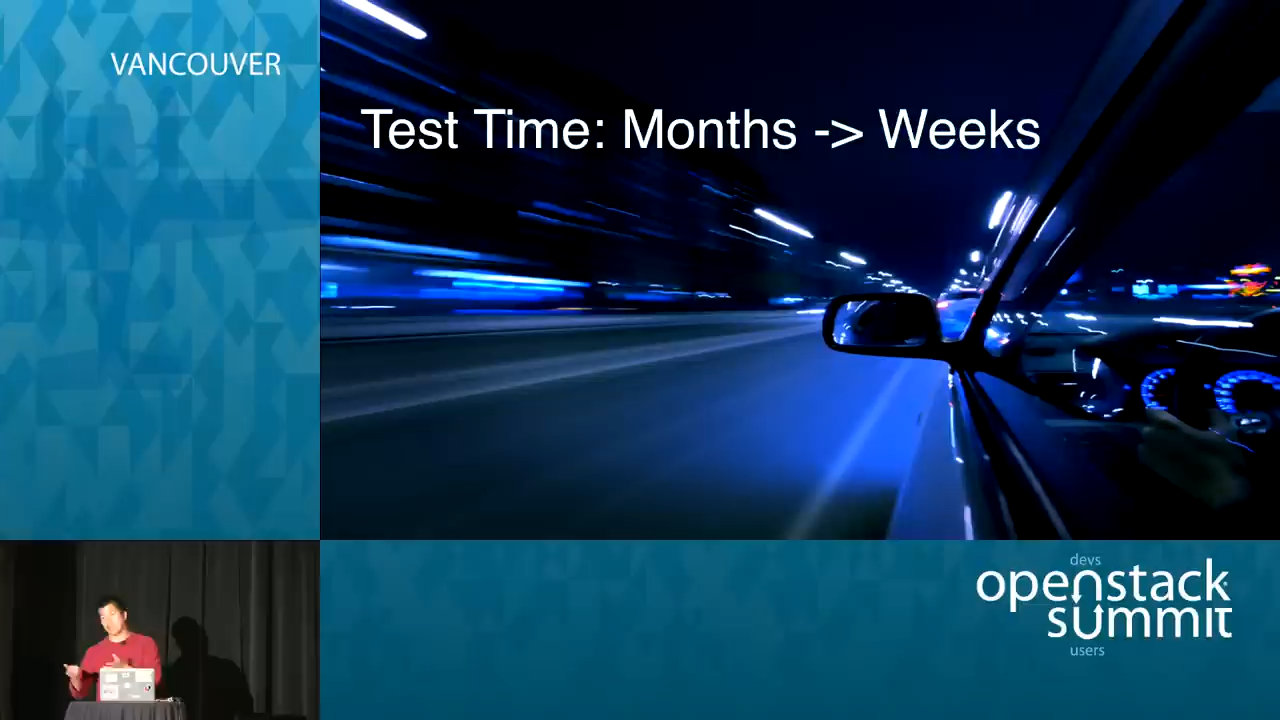 VANCOUVER
Test Time: Months -> Weeks
devs
openstack
summit
users